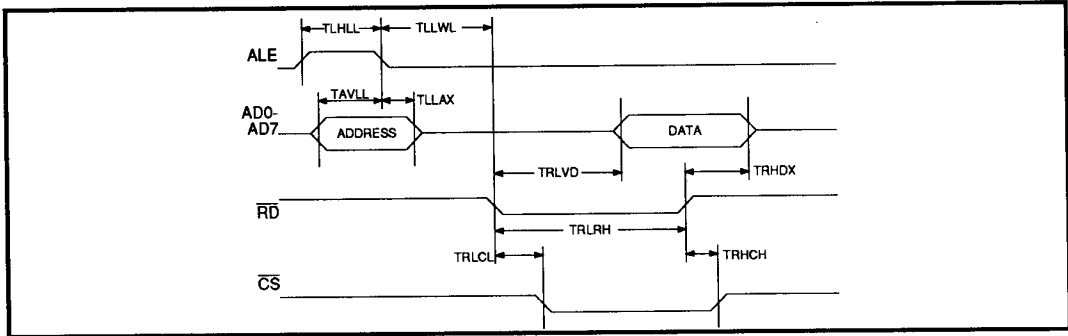 TLHLL TLLWL
ALE
TAVLL TLLAX
AD0-
AD7 ADDRESS DATA
TRLVD TRHDX
RD
TRLRH
TRLCL TRHCH
CS